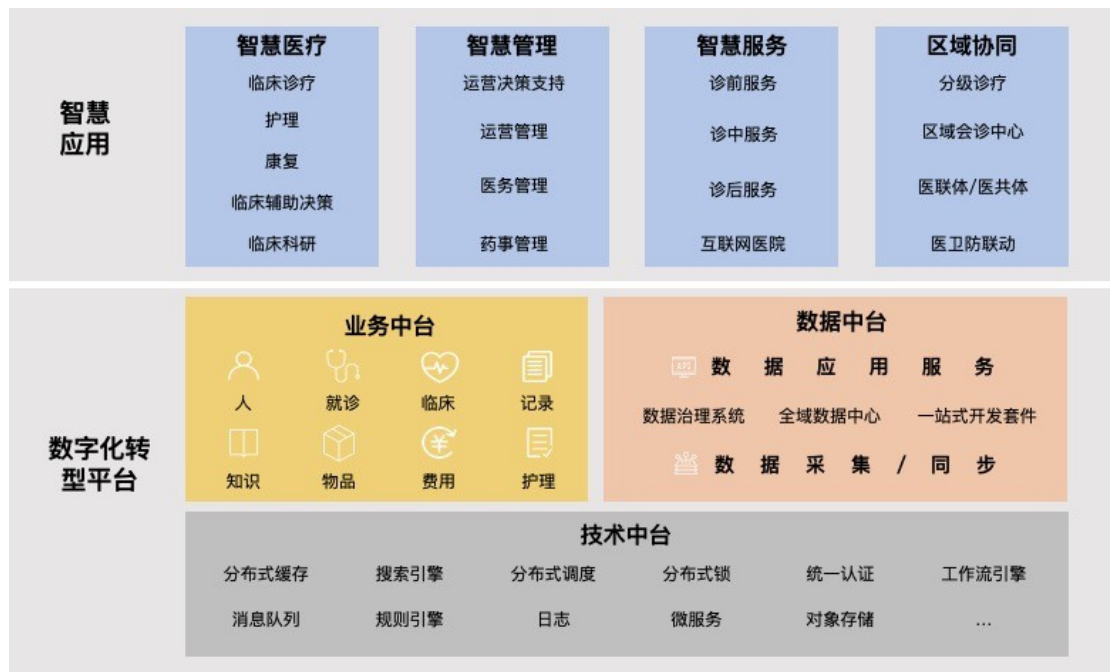 智慧
应用
智慧医疗
临床诊疗
护理
康复
临床辅助决策
临床科研
智慧管理
运营决策支持
运营管理
医务管理
药事管理
智慧服务
诊前服务
诊中服务
诊后服务
互联网医院
区域协同
分级诊疗
区域会诊中心
医联体/医共体
医卫防联动
数字化转
型平台
业务中台
人 就诊 临床 记录
¥
知识 物品 费用 护理
数据中台
API 数据应用服务
数据治理系统 全域数据中心 一站式开发套件
数据采集/同步
技术中台
分布式缓存 搜索引擎 分布式调度 分布式锁 统一认证 工作流引擎
消息队列 规则引擎 日志 微服务 对象存储 …